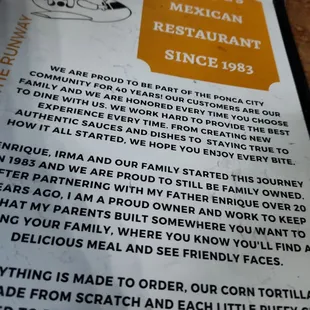 MEXICAN
RESTAURANT
SINCE 1983
THE RUNWAY
WE ARE PROUD TO BE PART OF THE PONCA CITY
COMMUNITY FOR 40 YEARS! OUR CUSTOMERS ARE OUR
FAMILY AND WE ARE HONORED EVERY TIME YOU CHOOSE
TO DINE WITH US. WE WORK HARD TO PROVIDE THE BEST
EXPERIENCE EVERY TIME. FROM CREATING NEW
AUTHENTIC SAUCES AND DISHES TO STAYING TRUE TO
HOW IT ALL STARTED, WE HOPE YOU ENJOY EVERY BITE.
ENRIQUE, IRMA AND OUR FAMILY STARTED THIS JOURNEY
IN 1983 AND WE ARE PROUD TO STILL BE FAMILY OWNED.
AFTER PARTNERING WITH MY FATHER ENRIQUE OVER 20
YEARS AGO, I AM A PROUD OWNER AND WORK TO KEEP
WHAT MY PARENTS BUILT SOMEWHERE YOU WANT TO
BRING YOUR FAMILY, WHERE YOU KNOW YOU'LL FIND A
DELICIOUS MEAL AND SEE FRIENDLY FACES.
EVERYTHING IS MADE TO ORDER, OUR CORN TORTILLA
MADE FROM SCRATCH AND EACH LITTLE PUFFY